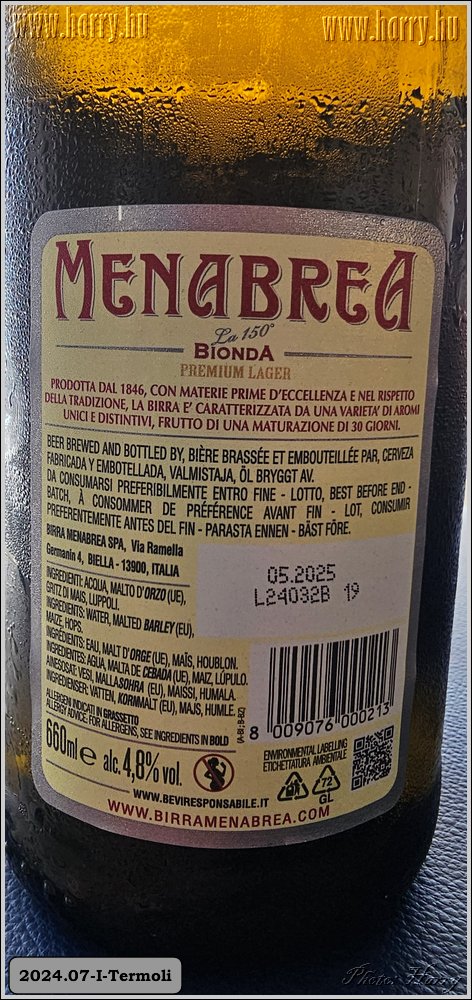 www.harry.hu www.harry.hu
MENABREA
La 150°
BIONDA
PREMIUM LAGER
PRODOTTA DAL 1846, CON MATERIE PRIME D'ECCELLENZA E NEL RISPETTO
DELLA TRADIZIONE, LA BIRRA E' CARATTERIZZATA DA UNA VARIETA' DI AROMI
UNICI E DISTINTIVI, FRUTTO DI UNA MATURAZIONE DI 30 GIORNI.
BEER BREWED AND BOTTLED BY, BIÈRE BRASSÉE ET EMBOUTEILLÉE PAR, CERVEZA
FABRICADA Y EMBOTELLADA, VALMISTAJA, ÖL BRYGGT AV.
DA CONSUMARSI PREFERIBILMENTE ENTRO FINE - LOTTO, BEST BEFORE END -
BATCH, À CONSOMMER DE PRÉFÉRENCE AVANT FIN - LOT, CONSUMIR
PREFERENTEMENTE ANTES DEL FIN - PARASTA ENNEN - BÄST FÖRE.
BIRRA MENABREA SPA, Via Ramella
Germanin 4, BIELLA - 13900, ITALIA
05.2025
L24032B 19
INGREDIENTI: ACQUA, MALTO D'ORZO (UE),
GRITZ DI MAIS, LUPPOLI.
INGREDIENTS: WATER, MALTED BARLEY (EU),
MAIZE, HOPS.
INGRÉDIENTS: EAU, MALT D'ORGE (UE), MAÏS, HOUBLON.
INGREDIENTES: AGUA, MALTA DE CEBADA (UE), MAIZ, LÚPULO.
AINESOSAT: VESI, MALLASOHRA (EU), MAISSI, HUMALA.
INGREDIENSER: VATTEN, KORNMALT (EU), MAJS, HUMLE.
ALLERGENI INDICATI IN GRASSETTO
ALLERGY ADVICE: FOR ALLERGENS, SEE INGREDIENTS IN BOLD
(A-BI; B-BZ)
8 009076 000213
660ml e alc. 4,8% vol.
ENVIRONMENTAL LABELLING
ETICHETTATURA AMBIENTALE
72
GL
WWW.BEVIRESPONSABILE.IT
WWW.BIRRAMENABREA.COM
2024.07-I-Termoli
Photo: Harry